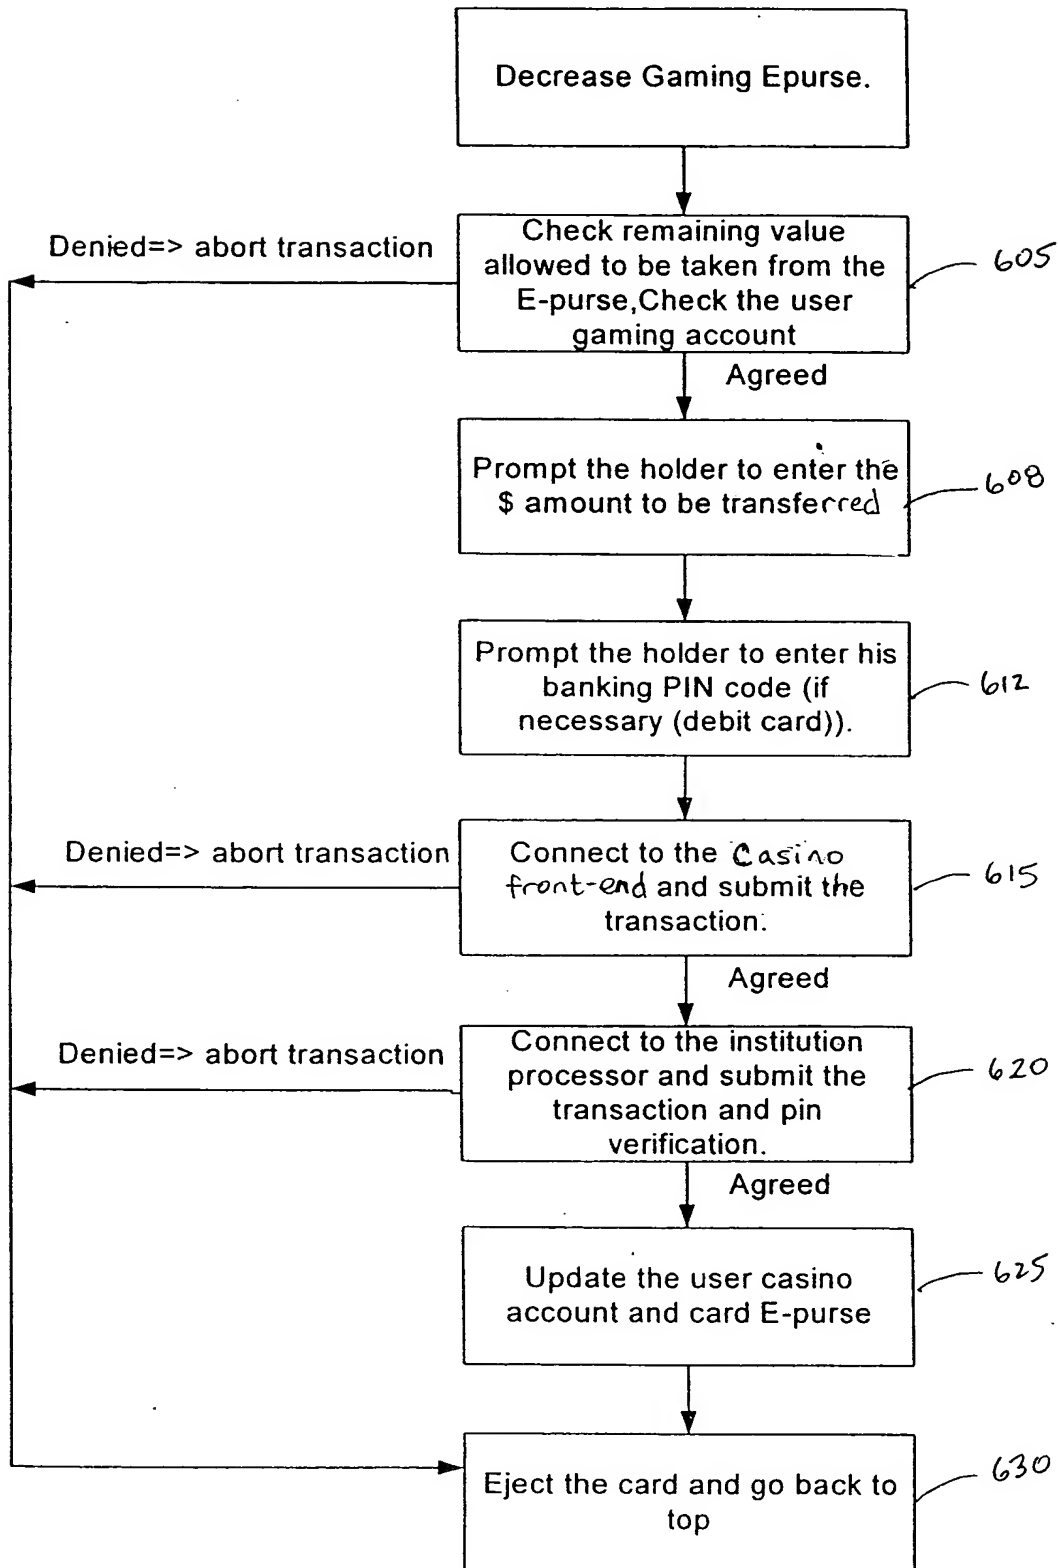 Decrease Gaming Epurse.
Denied=> abort transaction
Check remaining value
allowed to be taken from the
E-purse,Check the user
gaming account
605
Agreed
Prompt the holder to enter the
$ amount to be transferred
608
Prompt the holder to enter his
banking PIN code (if
necessary (debit card)).
612
Denied=> abort transaction
Connect to the Casino
front-end and submit the
transaction.
615
Agreed
Denied=> abort transaction
Connect to the institution
processor and submit the
transaction and pin
verification.
620
Agreed
Update the user casino
account and card E-purse
625
Eject the card and go back to
top
630